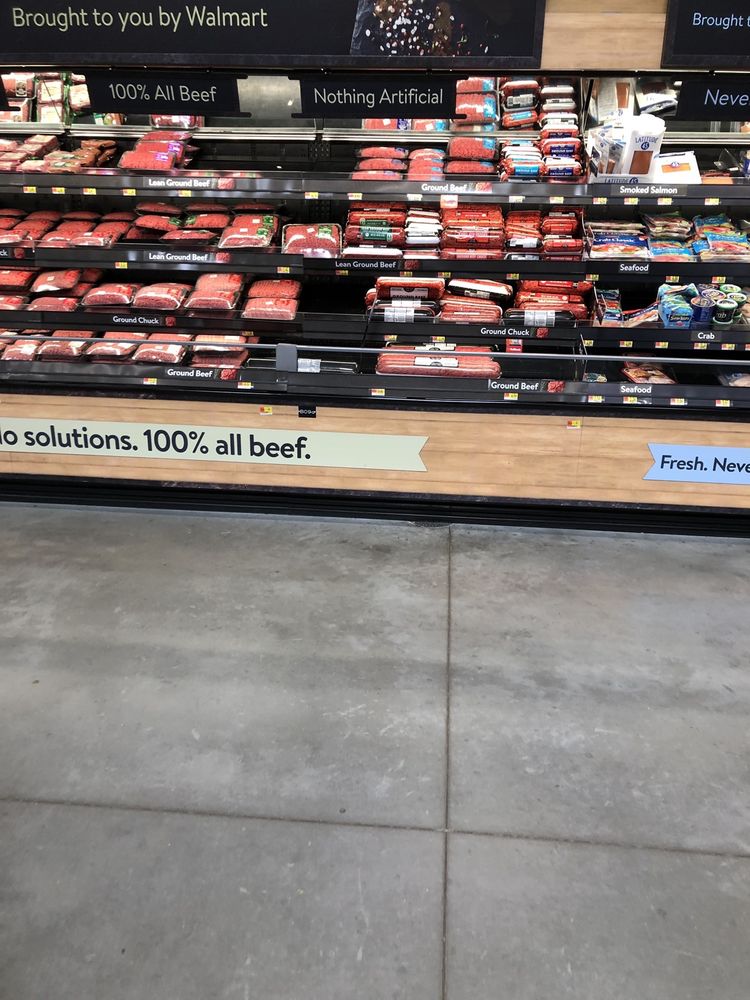 Brought to you by Walmart
Brought t
100% All Beef
Nothing Artificial
Neve
LATITUDE 45
Lean Ground Beef
Ground Beef
Smoked Salmon
Lean Ground Beef
Lean Ground Beef
Seafood
Ground Chuck
Ground Chuck
Crab
Ground Beef
Ground Beef
Seafood
lo solutions. 100% all beef.
Fresh. Neve